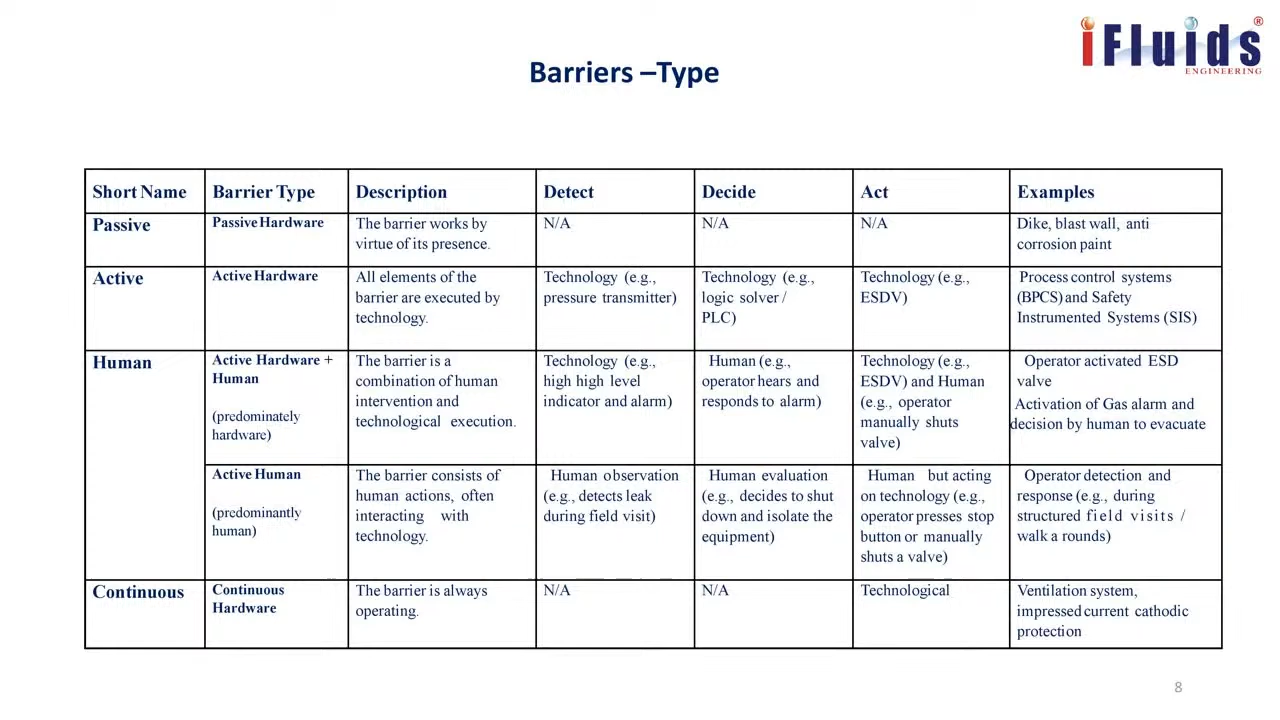 iFluids®
ENGINEERING
Barriers –Type
Short Name
Barrier Type
Description
Detect
Decide
Act
Examples
Passive
Passive Hardware
The barrier works by
virtue of its presence.
N/A
N/A
N/A
Dike, blast wall, anti
corrosion paint
Active
Active Hardware
All elements of the
barrier are executed by
technology.
Technology (e.g.,
pressure transmitter)
Technology (e.g.,
logic solver /
PLC)
Technology (e.g.,
ESDV)
Process control systems
(BPCS) and Safety
Instrumented Systems (SIS)
Human
Active Hardware +
Human
(predominately
hardware)
The barrier is a
combination of human
intervention and
technological execution.
Technology (e.g.,
high high level
indicator and alarm)
Human (e.g.,
operator hears and
responds to alarm)
Technology (e.g.,
ESDV) and Human
(e.g., operator
manually shuts
valve)
Operator activated ESD
valve
Activation of Gas alarm and
decision by human to evacuate
Active Human
(predominantly
human)
The barrier consists of
human actions, often
interacting with
technology.
Human observation
(e.g., detects leak
during field visit)
Human evaluation
(e.g., decides to shut
down and isolate the
equipment)
Human but acting
on technology (e.g.,
operator presses stop
button or manually
shuts a valve)
Operator detection and
response (e.g., during
structured field visits /
walk a rounds)
Continuous
Continuous
Hardware
The barrier is always
operating.
N/A
N/A
Technological
Ventilation system,
impressed current cathodic
protection
8